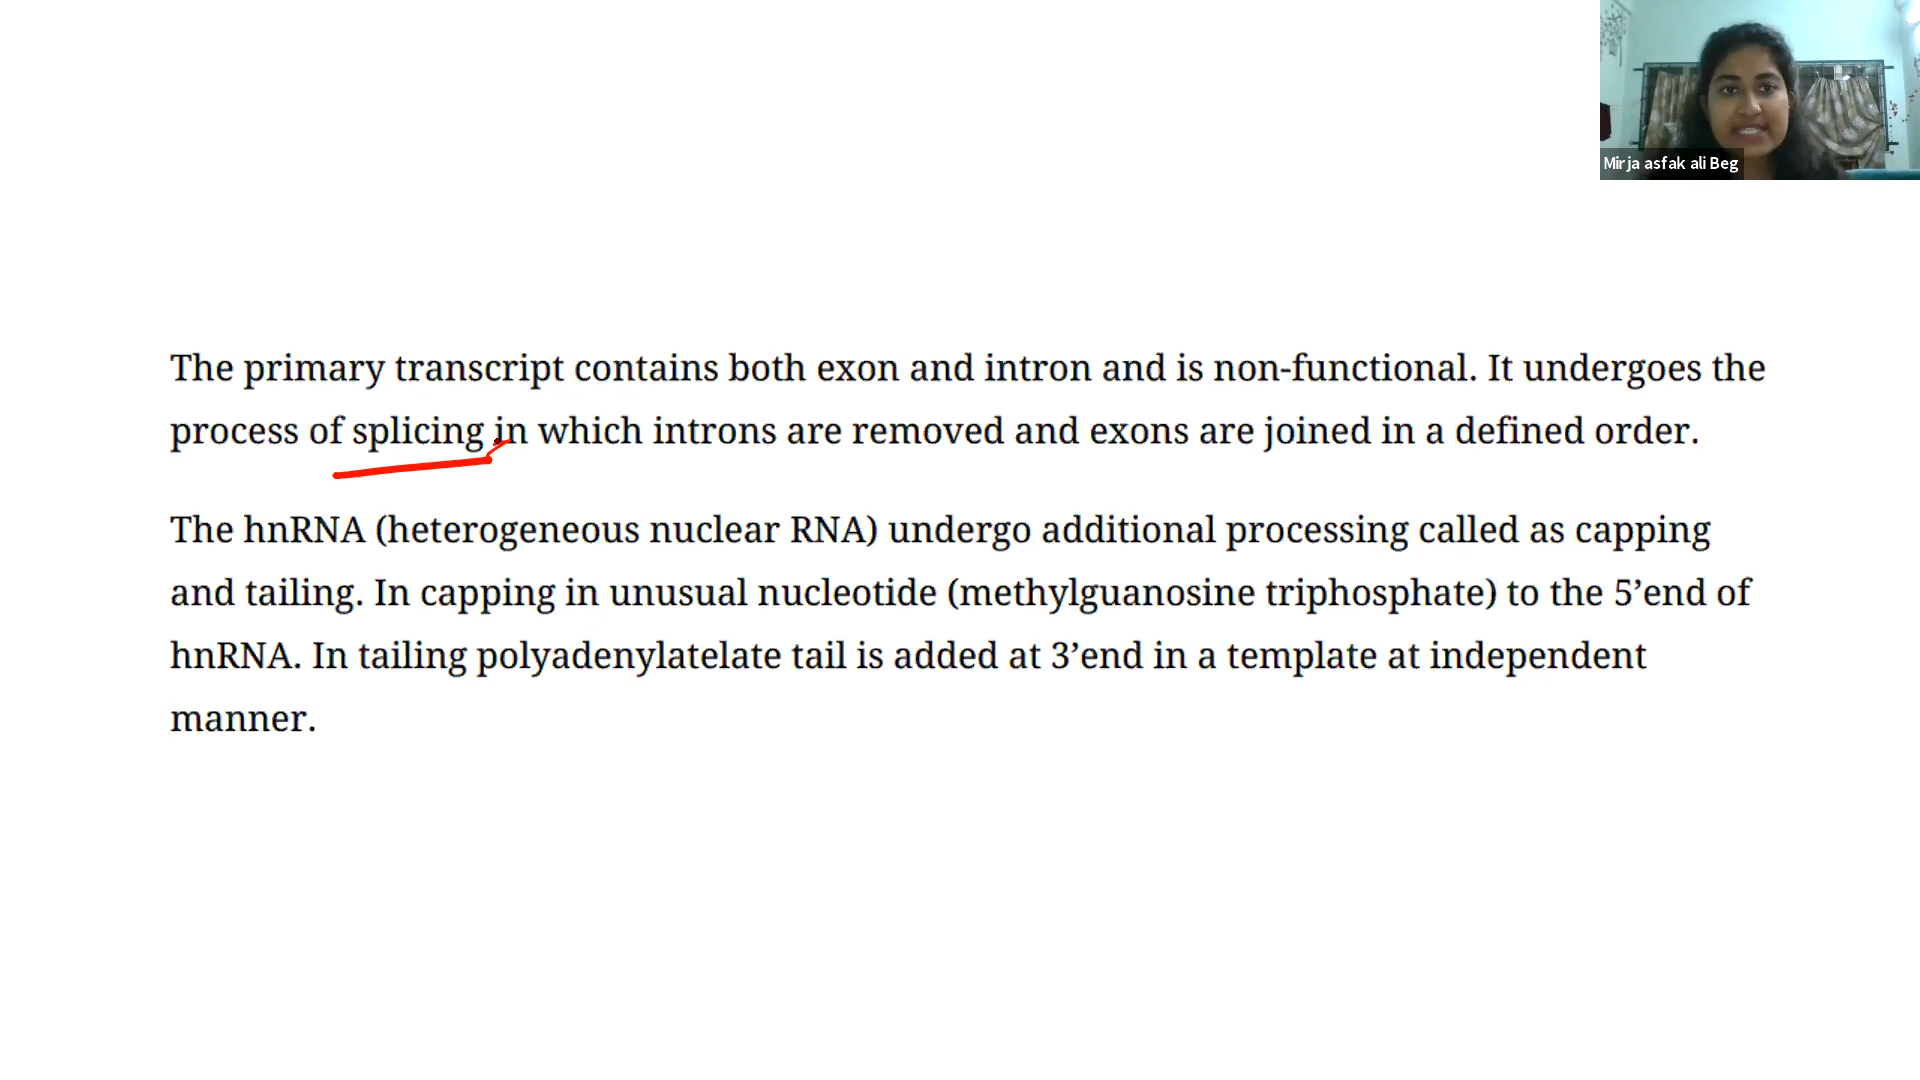 Mirja asfak ali Beg
The primary transcript contains both exon and intron and is non-functional. It undergoes the
process of splicing in which introns are removed and exons are joined in a defined order.
The hnRNA (heterogeneous nuclear RNA) undergo additional processing called as capping
and tailing. In capping in unusual nucleotide (methylguanosine triphosphate) to the 5’end of
hnRNA. In tailing polyadenylatelate tail is added at 3’end in a template at independent
manner.